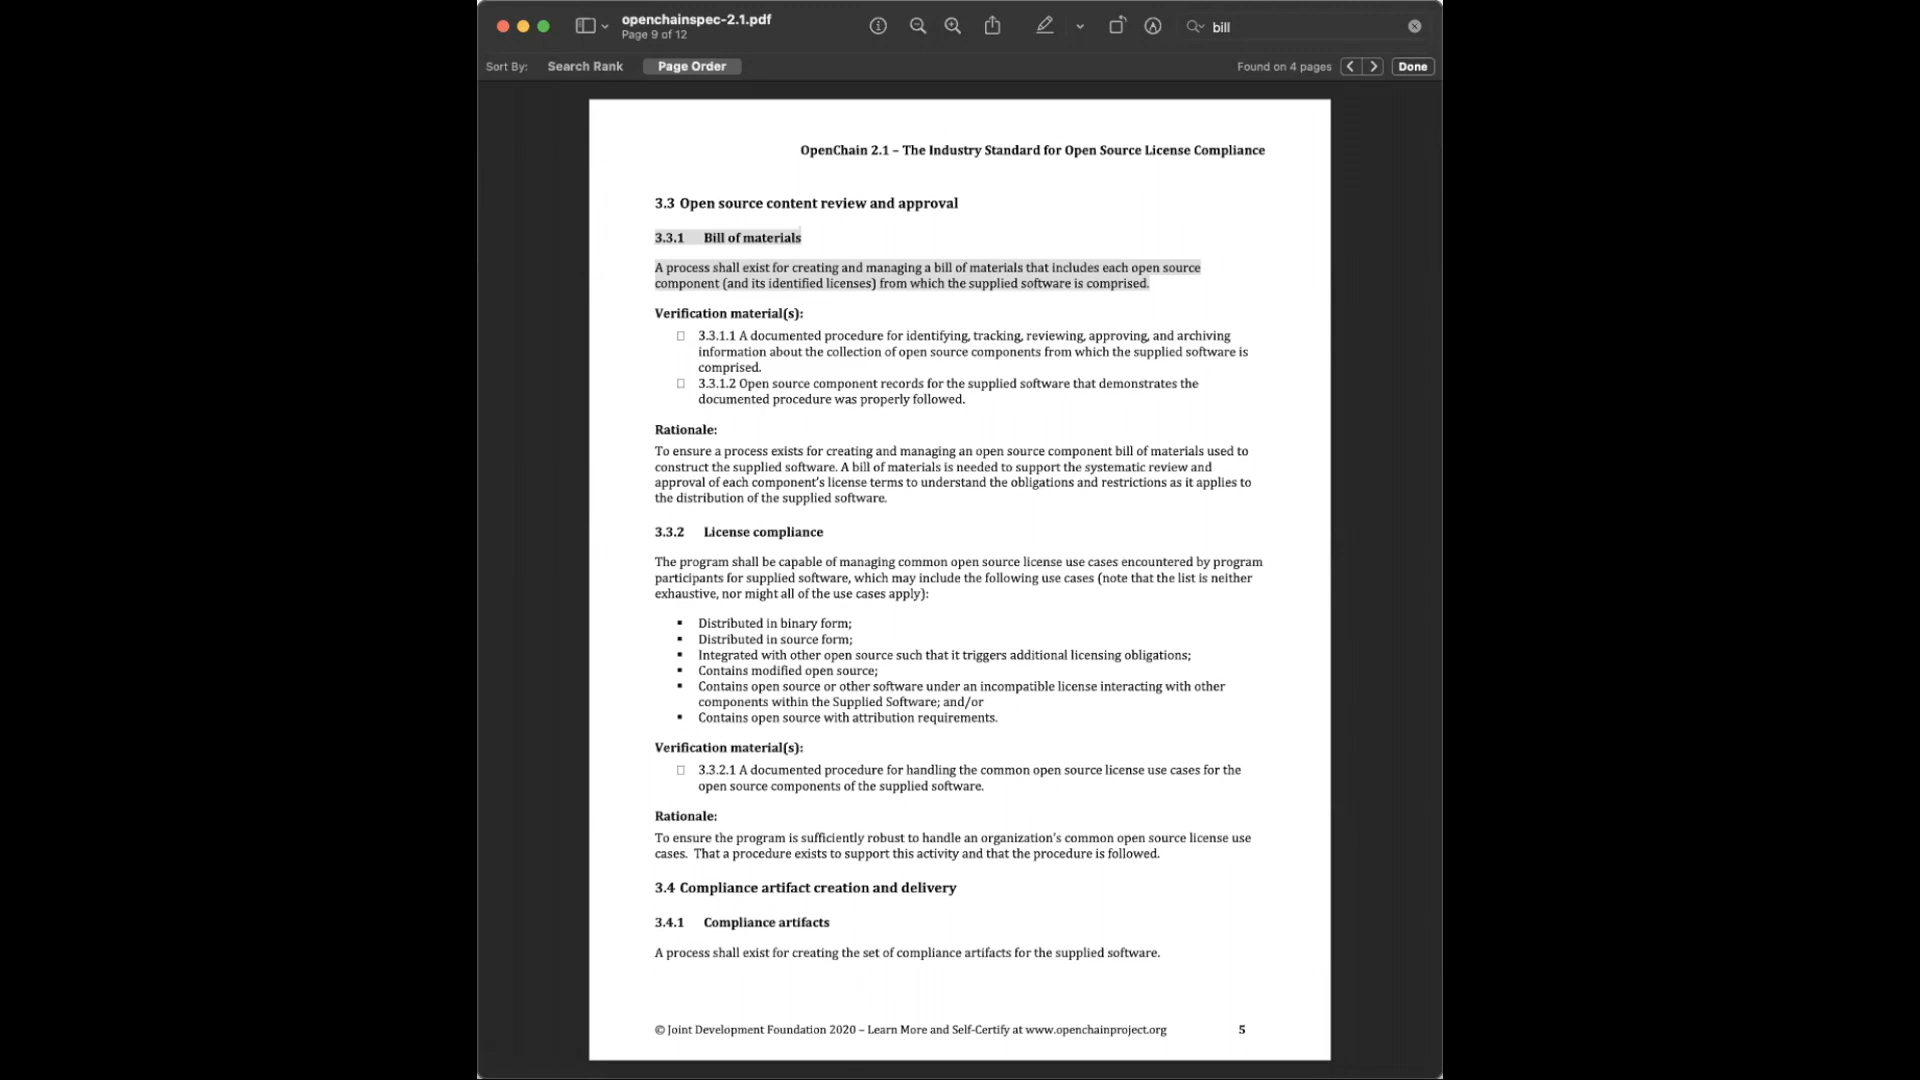 openchainspec-2.1.pdf
Page 9 of 12
bill
Sort By: Search Rank Page Order Found on 4 pages Done
OpenChain 2.1 – The Industry Standard for Open Source License Compliance
3.3 Open source content review and approval
3.3.1 Bill of materials
A process shall exist for creating and managing a bill of materials that includes each open source
component (and its identified licenses) from which the supplied software is comprised.
Verification material(s):
3.3.1.1 A documented procedure for identifying, tracking, reviewing, approving, and archiving
information about the collection of open source components from which the supplied software is
comprised.
3.3.1.2 Open source component records for the supplied software that demonstrates the
documented procedure was properly followed.
Rationale:
To ensure a process exists for creating and managing an open source component bill of materials used to
construct the supplied software. A bill of materials is needed to support the systematic review and
approval of each component's license terms to understand the obligations and restrictions as it applies to
the distribution of the supplied software.
3.3.2 License compliance
The program shall be capable of managing common open source license use cases encountered by program
participants for supplied software, which may include the following use cases (note that the list is neither
exhaustive, nor might all of the use cases apply):
▪ Distributed in binary form;
▪ Distributed in source form;
▪ Integrated with other open source such that it triggers additional licensing obligations;
▪ Contains modified open source;
▪ Contains open source or other software under an incompatible license interacting with other
components within the Supplied Software; and/or
▪ Contains open source with attribution requirements.
Verification material(s):
3.3.2.1 A documented procedure for handling the common open source license use cases for the
open source components of the supplied software.
Rationale:
To ensure the program is sufficiently robust to handle an organization's common open source license use
cases. That a procedure exists to support this activity and that the procedure is followed.
3.4 Compliance artifact creation and delivery
3.4.1 Compliance artifacts
A process shall exist for creating the set of compliance artifacts for the supplied software.
© Joint Development Foundation 2020 – Learn More and Self-Certify at www.openchainproject.org 5